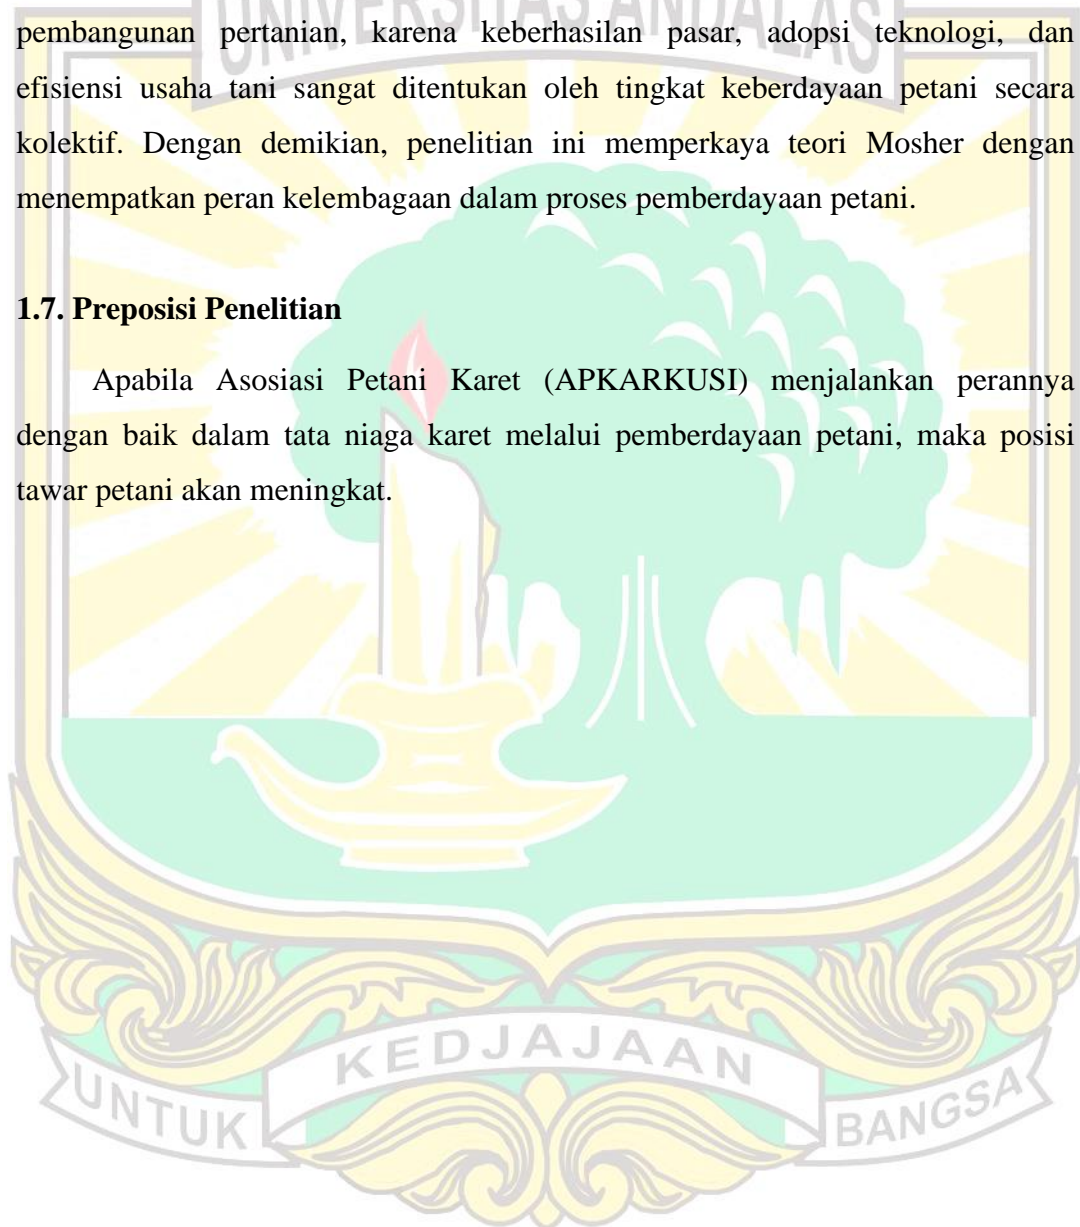 UNIVERSITAS ANDALAS
pembangunan pertanian, karena keberhasilan pasar, adopsi teknologi, dan
efisiensi usaha tani sangat ditentukan oleh tingkat keberdayaan petani secara
kolektif. Dengan demikian, penelitian ini memperkaya teori Mosher dengan
menempatkan peran kelembagaan dalam proses pemberdayaan petani.
1.7. Preposisi Penelitian
Apabila Asosiasi Petani Karet (APKARKUSI) menjalankan perannya
dengan baik dalam tata niaga karet melalui pemberdayaan petani, maka posisi
tawar petani akan meningkat.
UNTUK KEDJAJAAN BANGSA